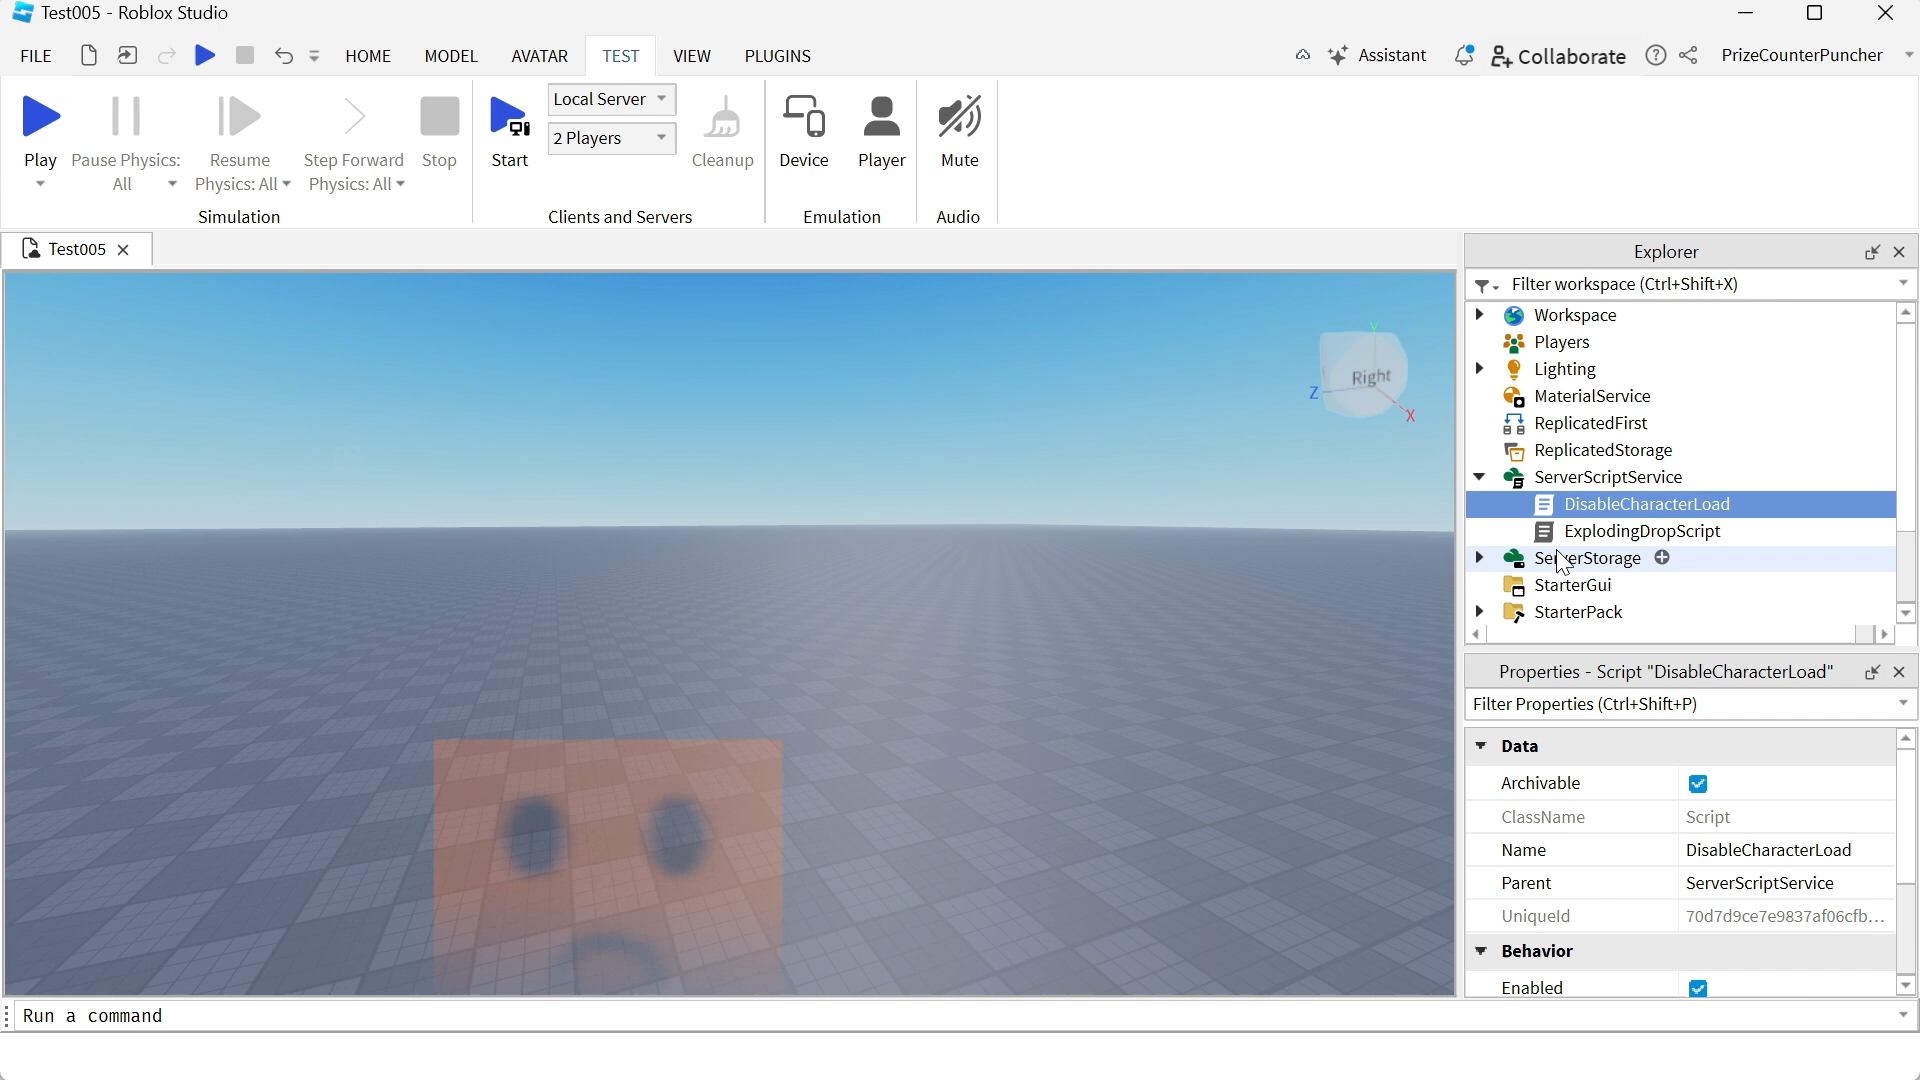 Test005 - Roblox Studio
FILE HOME MODEL AVATAR TEST VIEW PLUGINS Assistant Collaborate PrizeCounterPuncher
Play
Pause Physics:
All
Resume
Physics: All
Step Forward
Physics: All
Stop
Simulation
Start
Local Server
2 Players
Cleanup
Clients and Servers
Device
Player
Emulation
Mute
Audio
Test005
Y
Z
Right
X
Explorer
Filter workspace (Ctrl+Shift+X)
Workspace
Players
Lighting
MaterialService
ReplicatedFirst
ReplicatedStorage
ServerScriptService
DisableCharacterLoad
ExplodingDropScript
ServerStorage
StarterGui
StarterPack
Properties - Script "DisableCharacterLoad"
Filter Properties (Ctrl+Shift+P)
Data
Archivable
ClassName Script
Name DisableCharacterLoad
Parent ServerScriptService
UniqueId 70d7d9ce7e9837af06cfb...
Behavior
Enabled
Run a command